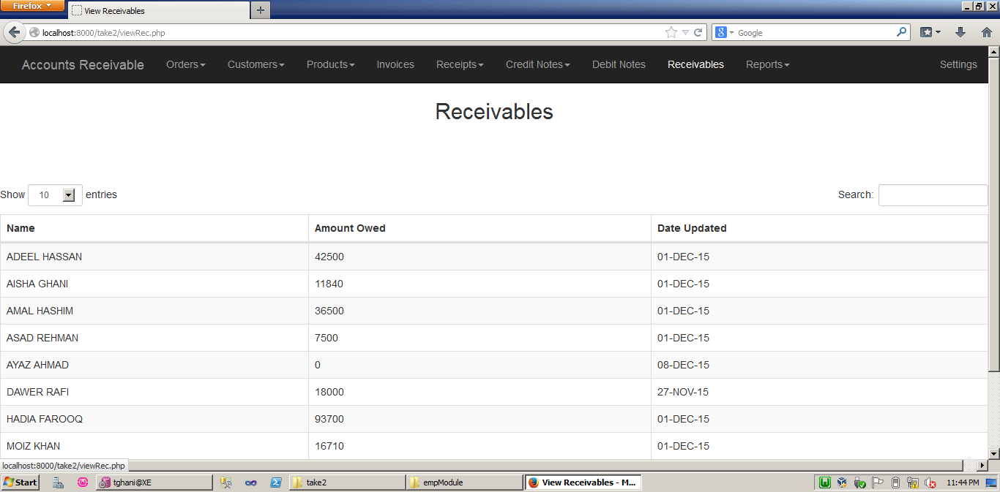 Firefox
View Receivables
localhost:8000/take2/viewRec.php
Google
Accounts Receivable Orders Customers Products Invoices Receipts Credit Notes Debit Notes Receivables Reports Settings
Receivables
Show 10 entries Search:
Name Amount Owed Date Updated
ADEEL HASSAN 42500 01-DEC-15
AISHA GHANI 11840 01-DEC-15
AMAL HASHIM 36500 01-DEC-15
ASAD REHMAN 7500 01-DEC-15
AYAZ AHMAD 0 08-DEC-15
DAWER RAFI 18000 27-NOV-15
HADIA FAROOQ 93700 01-DEC-15
MOIZ KHAN 16710 01-DEC-15
localhost:8000/take2/viewRec.php
Start tghani@XE take2 empModule View Receivables - M... 11:44 PM